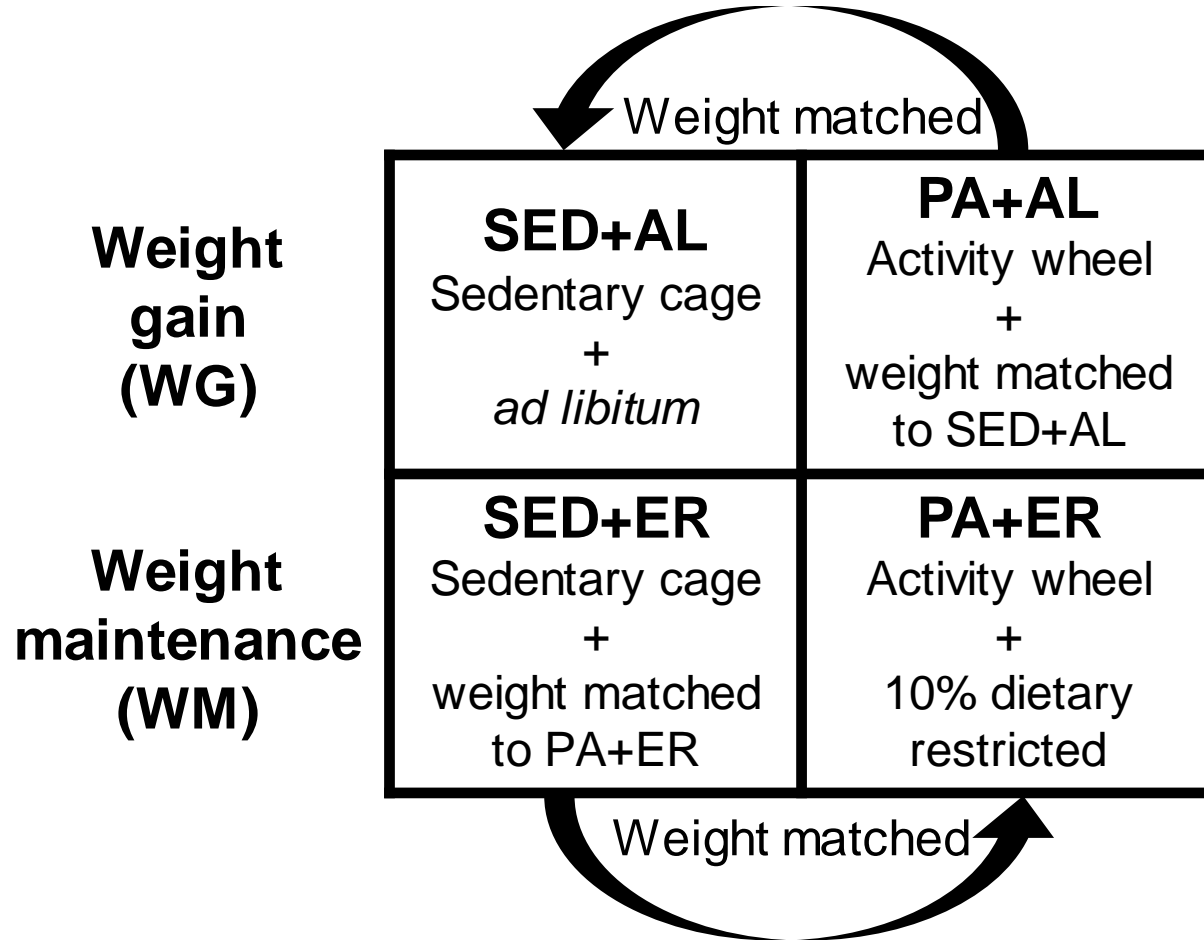 Weight matched
Weight
gain
(WG)
SED+AL
Sedentary cage
+
ad libitum
PA+AL
Activity wheel
+
weight matched
to SED+AL
Weight
maintenance
(WM)
SED+ER
Sedentary cage
+
weight matched
to PA+ER
PA+ER
Activity wheel
+
10% dietary
restricted
Weight matched